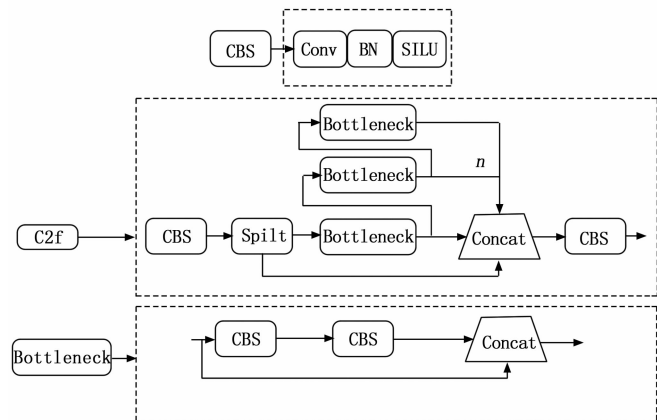 CBS Conv BN SILU
Bottleneck
n
Bottleneck
C2f CBS Spilt Bottleneck Concat CBS
Bottleneck CBS CBS Concat